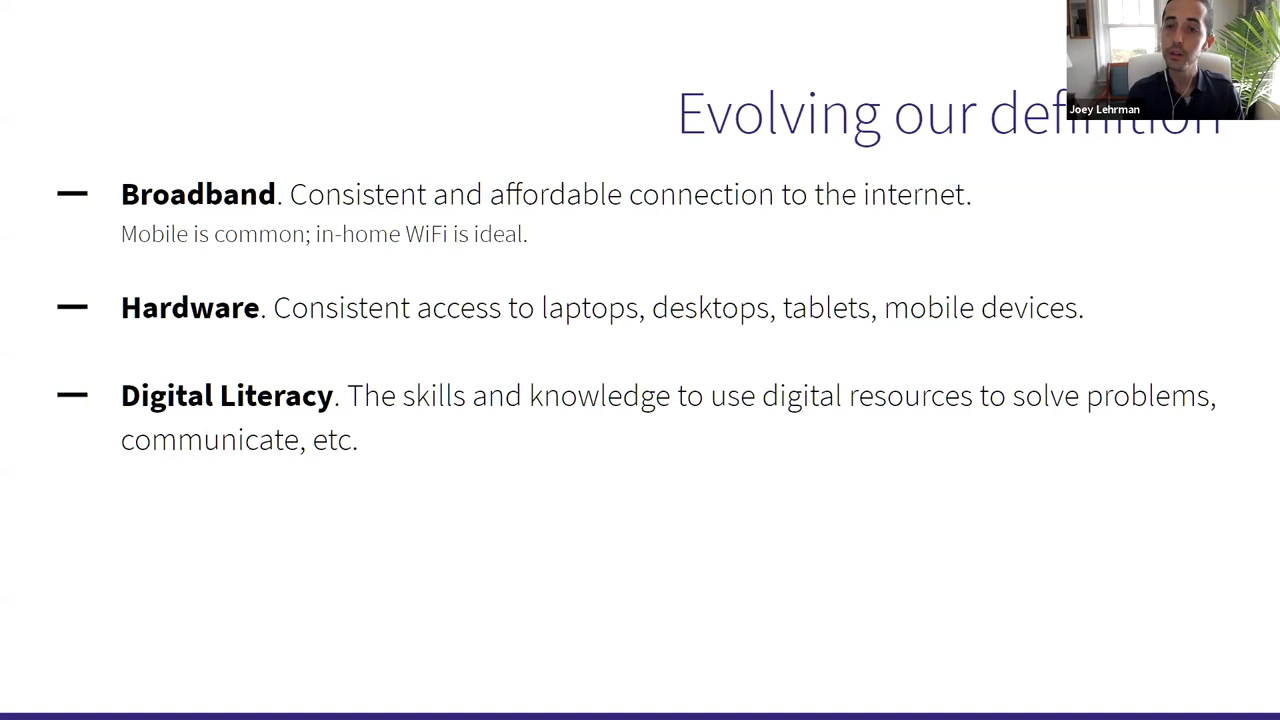 Joey Lehrman
Evolving our definition
Broadband. Consistent and affordable connection to the internet.
Mobile is common; in-home WiFi is ideal.
Hardware. Consistent access to laptops, desktops, tablets, mobile devices.
Digital Literacy. The skills and knowledge to use digital resources to solve problems,
communicate, etc.